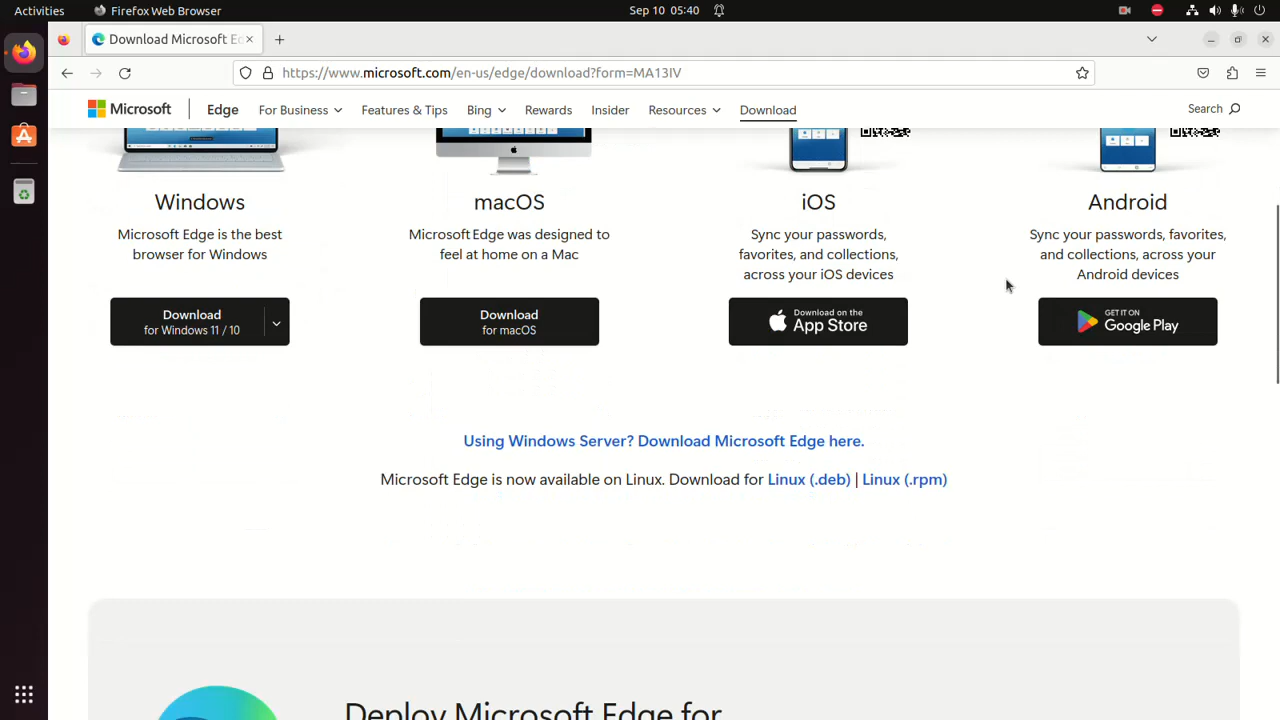 Activities
Firefox Web Browser
Sep 10 05:40
Download Microsoft Ed
https://www.microsoft.com/en-us/edge/download?form=MA13IV
Microsoft
Edge
For Business
Features & Tips
Bing
Rewards
Insider
Resources
Download
Search
Windows
Microsoft Edge is the best
browser for Windows
Download
for Windows 11 / 10
macOS
Microsoft Edge was designed to
feel at home on a Mac
Download
for macOS
iOS
Sync your passwords,
favorites, and collections,
across your iOS devices
Download on the
App Store
Android
Sync your passwords, favorites,
and collections, across your
Android devices
GET IT ON
Google Play
Using Windows Server? Download Microsoft Edge here.
Microsoft Edge is now available on Linux. Download for Linux (.deb) | Linux (.rpm)
Deploy Microsoft Edge for